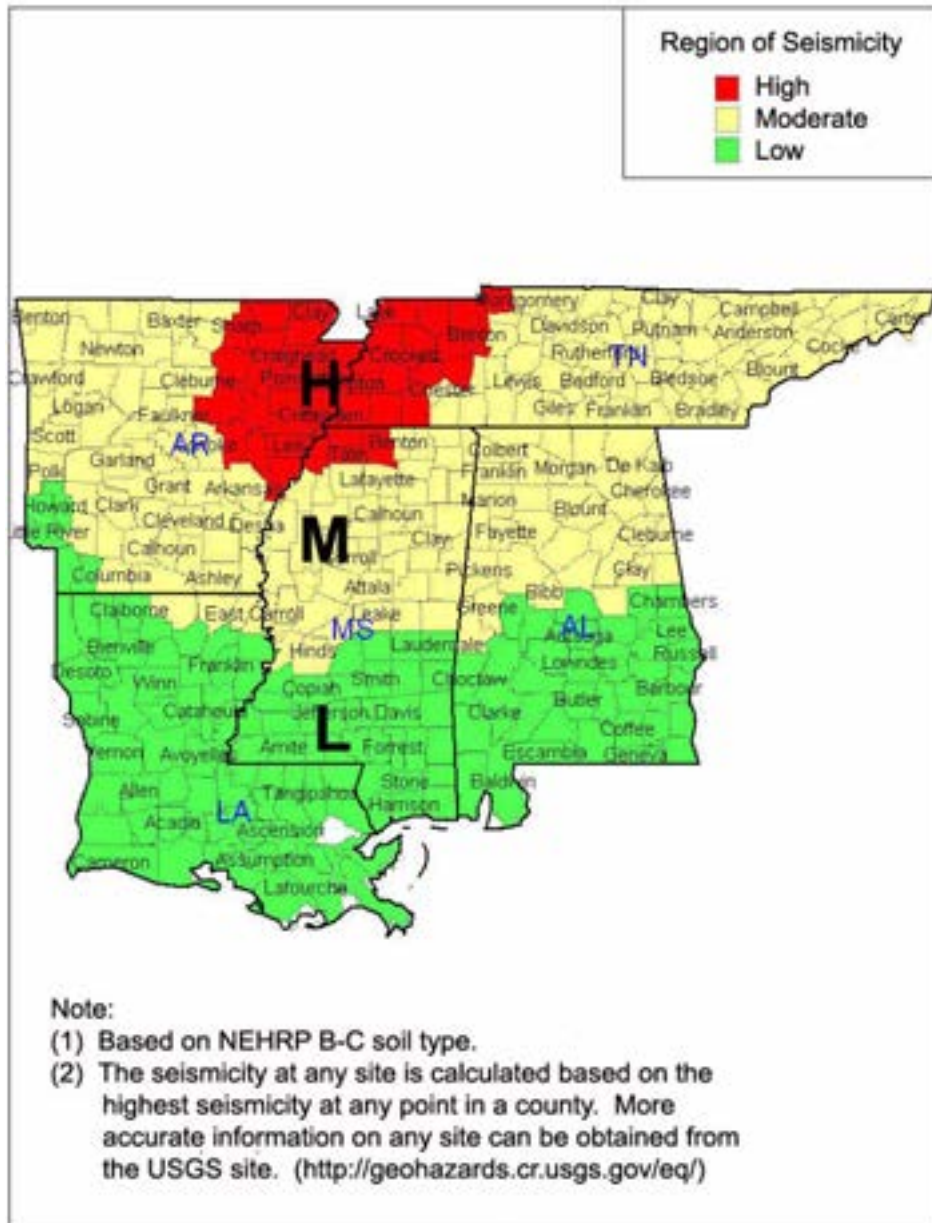 Region of Seismicity
High
Moderate
Low
Clay
Lake
Montgomery
Clay
Campbell
Benton
Baxter
Sharp
Benton
Davidson
Putnam
Anderson
Carter
Newton
Craighead
Crockett
Rutherford
TN
Cocke
Crawford
Cleburne
H
Chester
Lewis
Bedford
Bledsoe
Blount
Logan
Faulkner
Crittenden
Giles
Franklin
Bradley
Scott
AR
Lee
Tate
Benton
Colbert
Polk
Garland
Lafayette
Franklin
Morgan
De Kalb
Grant
Arkansas
Cherokee
Howard
Clark
Marion
Blount
Little River
Cleveland
Desha
M
Calhoun
Fayette
Cleburne
Calhoun
Clay
Carroll
Columbia
Ashley
Attala
Pickens
Clay
Bibb
Claiborne
East Carroll
Leake
Greene
Chambers
MS
AL
Bienville
Hinds
Lauderdale
Autauga
Lee
Desoto
Franklin
Smith
Choctaw
Lowndes
Russell
Winn
Copiah
Barbour
Sabine
Catahoula
Jefferson Davis
Clarke
Butler
L
Coffee
Vernon
Avoyelles
Amite
Forrest
Escambia
Geneva
Allen
Tangipahoa
Stone
Baldwin
LA
Harrison
Acadia
Ascension
Cameron
Assumption
Lafourche
Note:
(1) Based on NEHRP B-C soil type.
(2) The seismicity at any site is calculated based on the
highest seismicity at any point in a county. More
accurate information on any site can be obtained from
the USGS site. (http://geohazards.cr.usgs.gov/eq/)